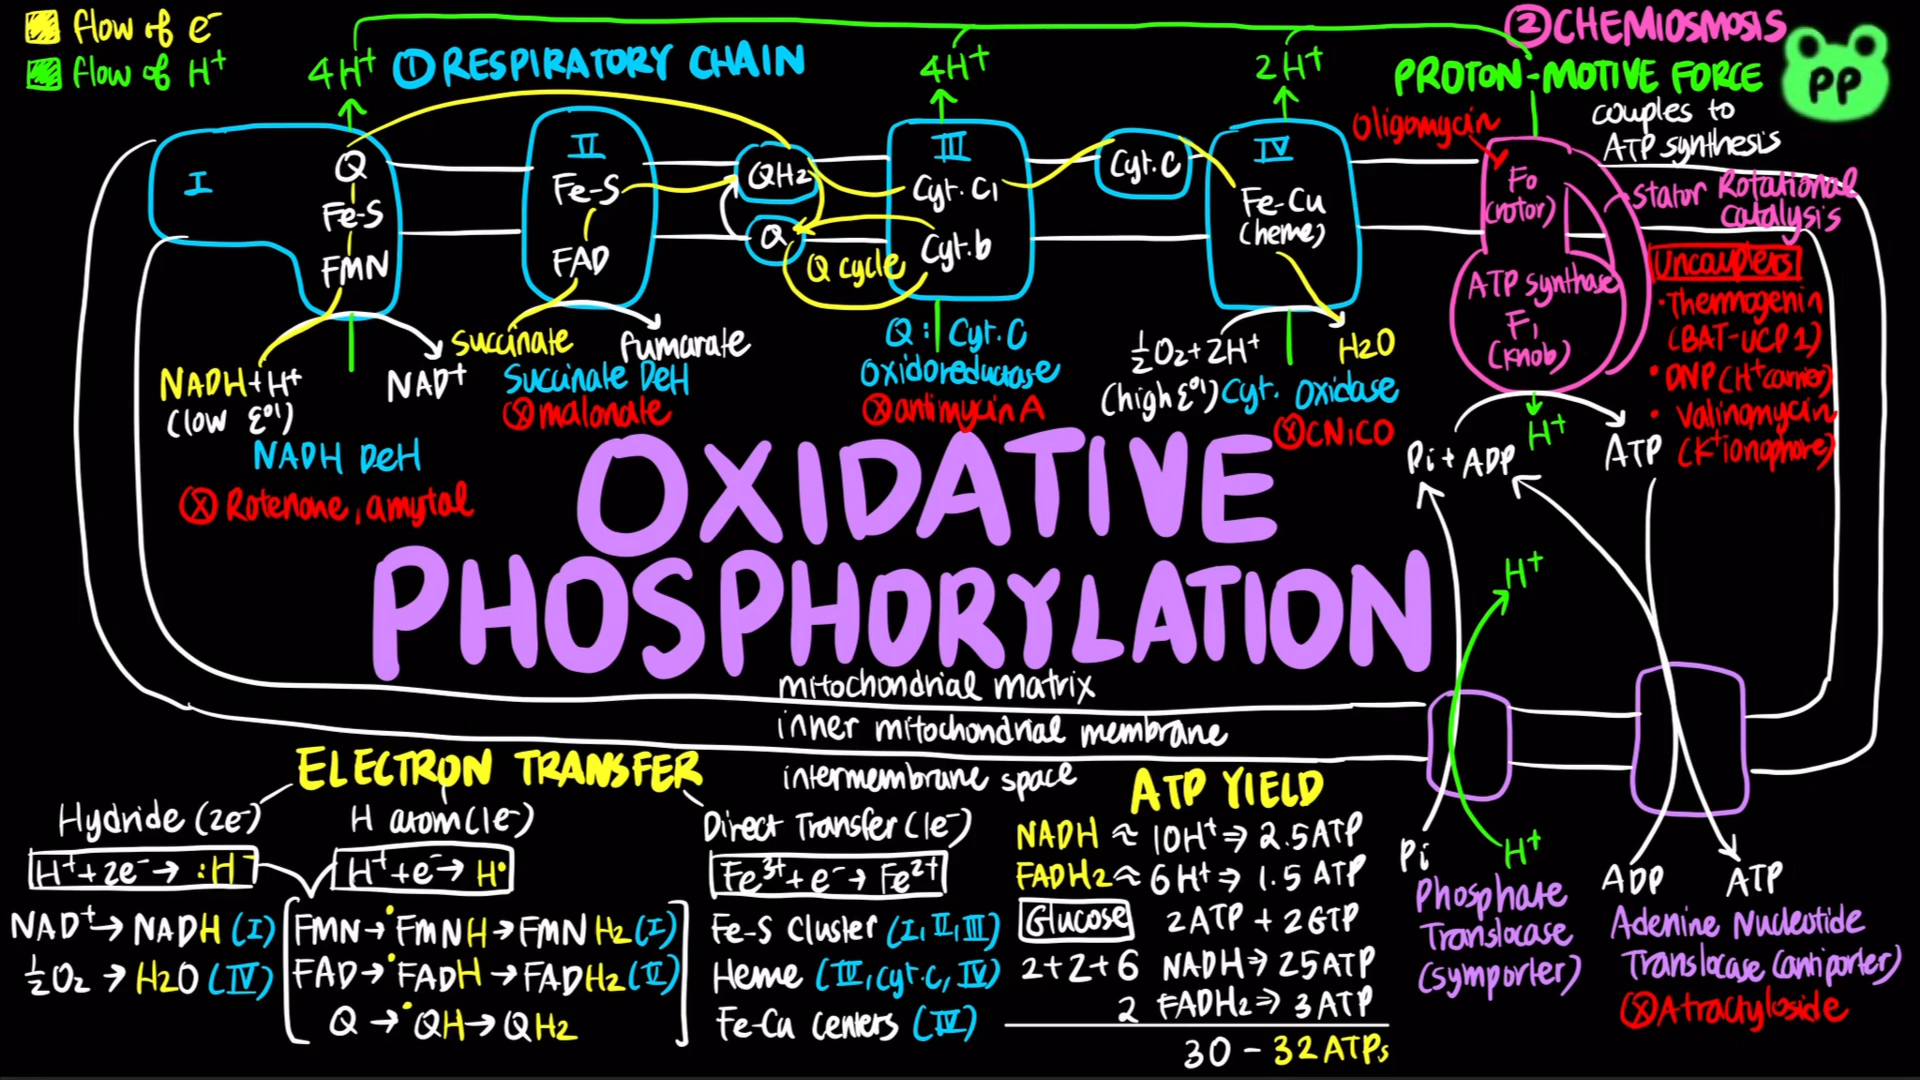 flow of e⁻
flow of H⁺
4H⁺
① RESPIRATORY CHAIN
4H⁺
2H⁺
② CHEMIOSMOSIS
PROTON-MOTIVE FORCE
PP
couples to
ATP synthesis
I
Q
Fe-S
FMN
II
Fe-S
FAD
QH₂
Q
Q cycle
III
Cyt. C₁
Cyt. b
Cyt. C
IV
Fe-Cu
(heme)
Oligomycin
F₀
(rotor)
stator
Rotational
catalysis
ATP synthase
F₁
(knob)
Uncouplers
• Thermogenin
(BAT-UCP1)
• DNP (H⁺ carrier)
• Valinomycin
(K⁺ ionophore)
NADH + H⁺
(low ε°')
NAD⁺
NADH DeH
ⓧ Rotenone, amytal
succinate
fumarate
Succinate DeH
ⓧ malonate
Q : Cyt. C
Oxidoreductase
ⓧ antimycin A
½O₂ + 2H⁺
(high ε°')
H₂O
Cyt. Oxidase
ⓧ CN, CO
Pi + ADP
H⁺
ATP
OXIDATIVE
PHOSPHORYLATION
H⁺
mitochondrial matrix
inner mitochondrial membrane
intermembrane space
ELECTRON TRANSFER
Hydride (2e⁻)
H⁺ + 2e⁻ → :H⁻
NAD⁺ → NADH (I)
½O₂ → H₂O (IV)
H atom (1e⁻)
H⁺ + e⁻ → H•
FMN → •FMNH → FMNH₂ (I)
FAD → •FADH → FADH₂ (II)
Q → •QH → QH₂
Direct Transfer (1e⁻)
Fe³⁺ + e⁻ → Fe²⁺
Fe-S Cluster (I, II, III)
Heme (III, cyt. c, IV)
Fe-Cu centers (IV)
ATP YIELD
NADH ≈ 10H⁺ ⇒ 2.5 ATP
FADH₂ ≈ 6H⁺ ⇒ 1.5 ATP
Glucose 2ATP + 2GTP
2+2+6 NADH ⇒ 25ATP
2 FADH₂ ⇒ 3 ATP
30 - 32 ATPs
Pi
H⁺
Phosphate
Translocase
(symporter)
ADP
ATP
Adenine Nucleotide
Translocase (antiporter)
ⓧ Atractyloside